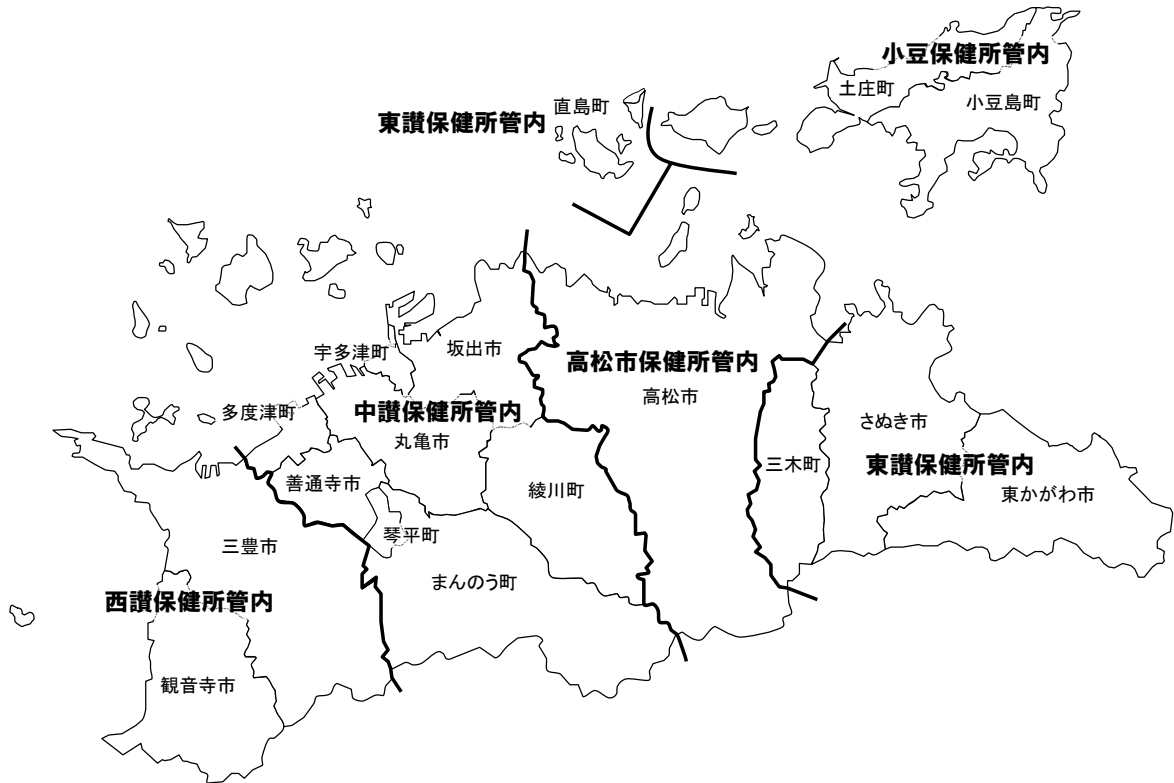 小豆保健所管内
土庄町
小豆島町
直島町
東讃保健所管内
宇多津町
坂出市
高松市保健所管内
高松市
多度津町
中讃保健所管内
丸亀市
さぬき市
三木町
東讃保健所管内
東かがわ市
善通寺市
綾川町
琴平町
三豊市
まんのう町
西讃保健所管内
観音寺市